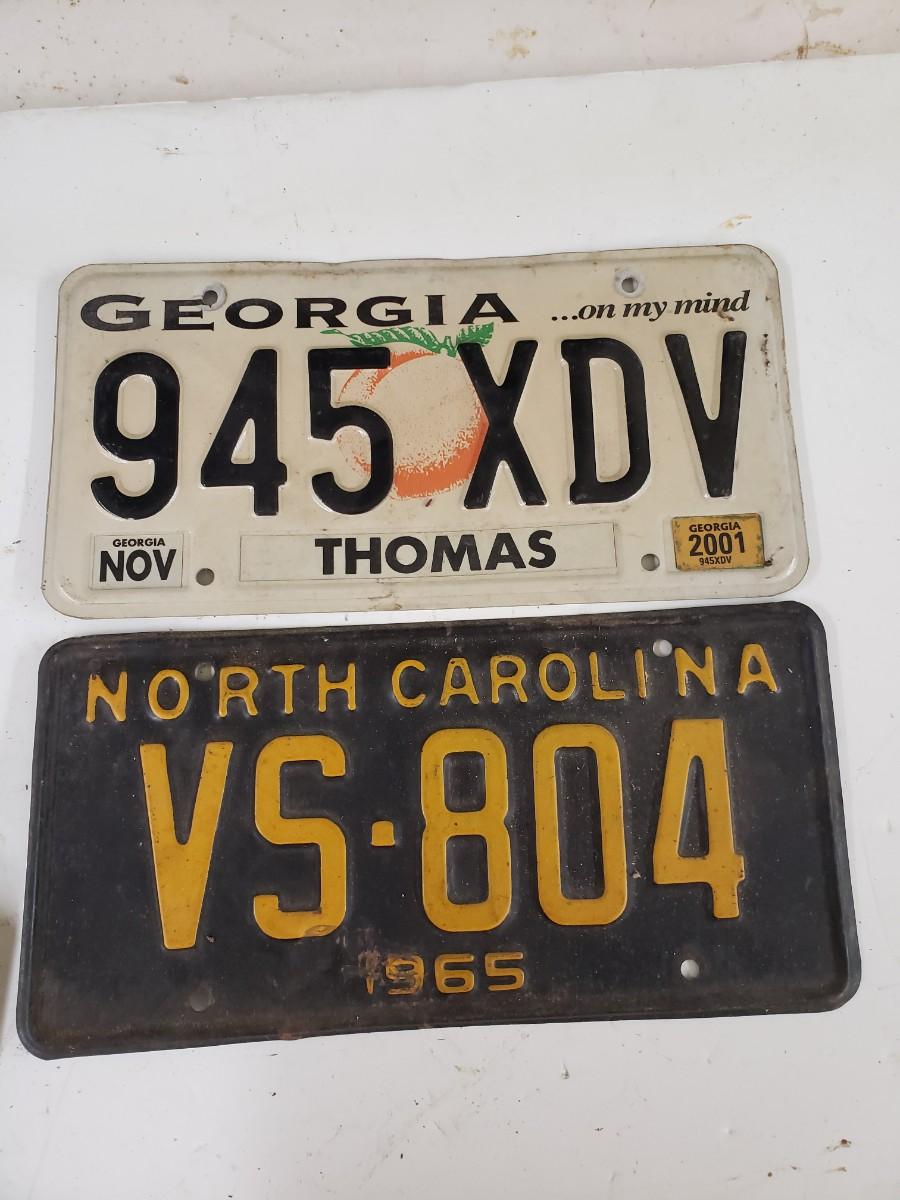 GEORGIA ...on my mind
945 XDV
GEORGIA
NOV
THOMAS
GEORGIA
2001
945XDV
NORTH CAROLINA
VS·804
1965